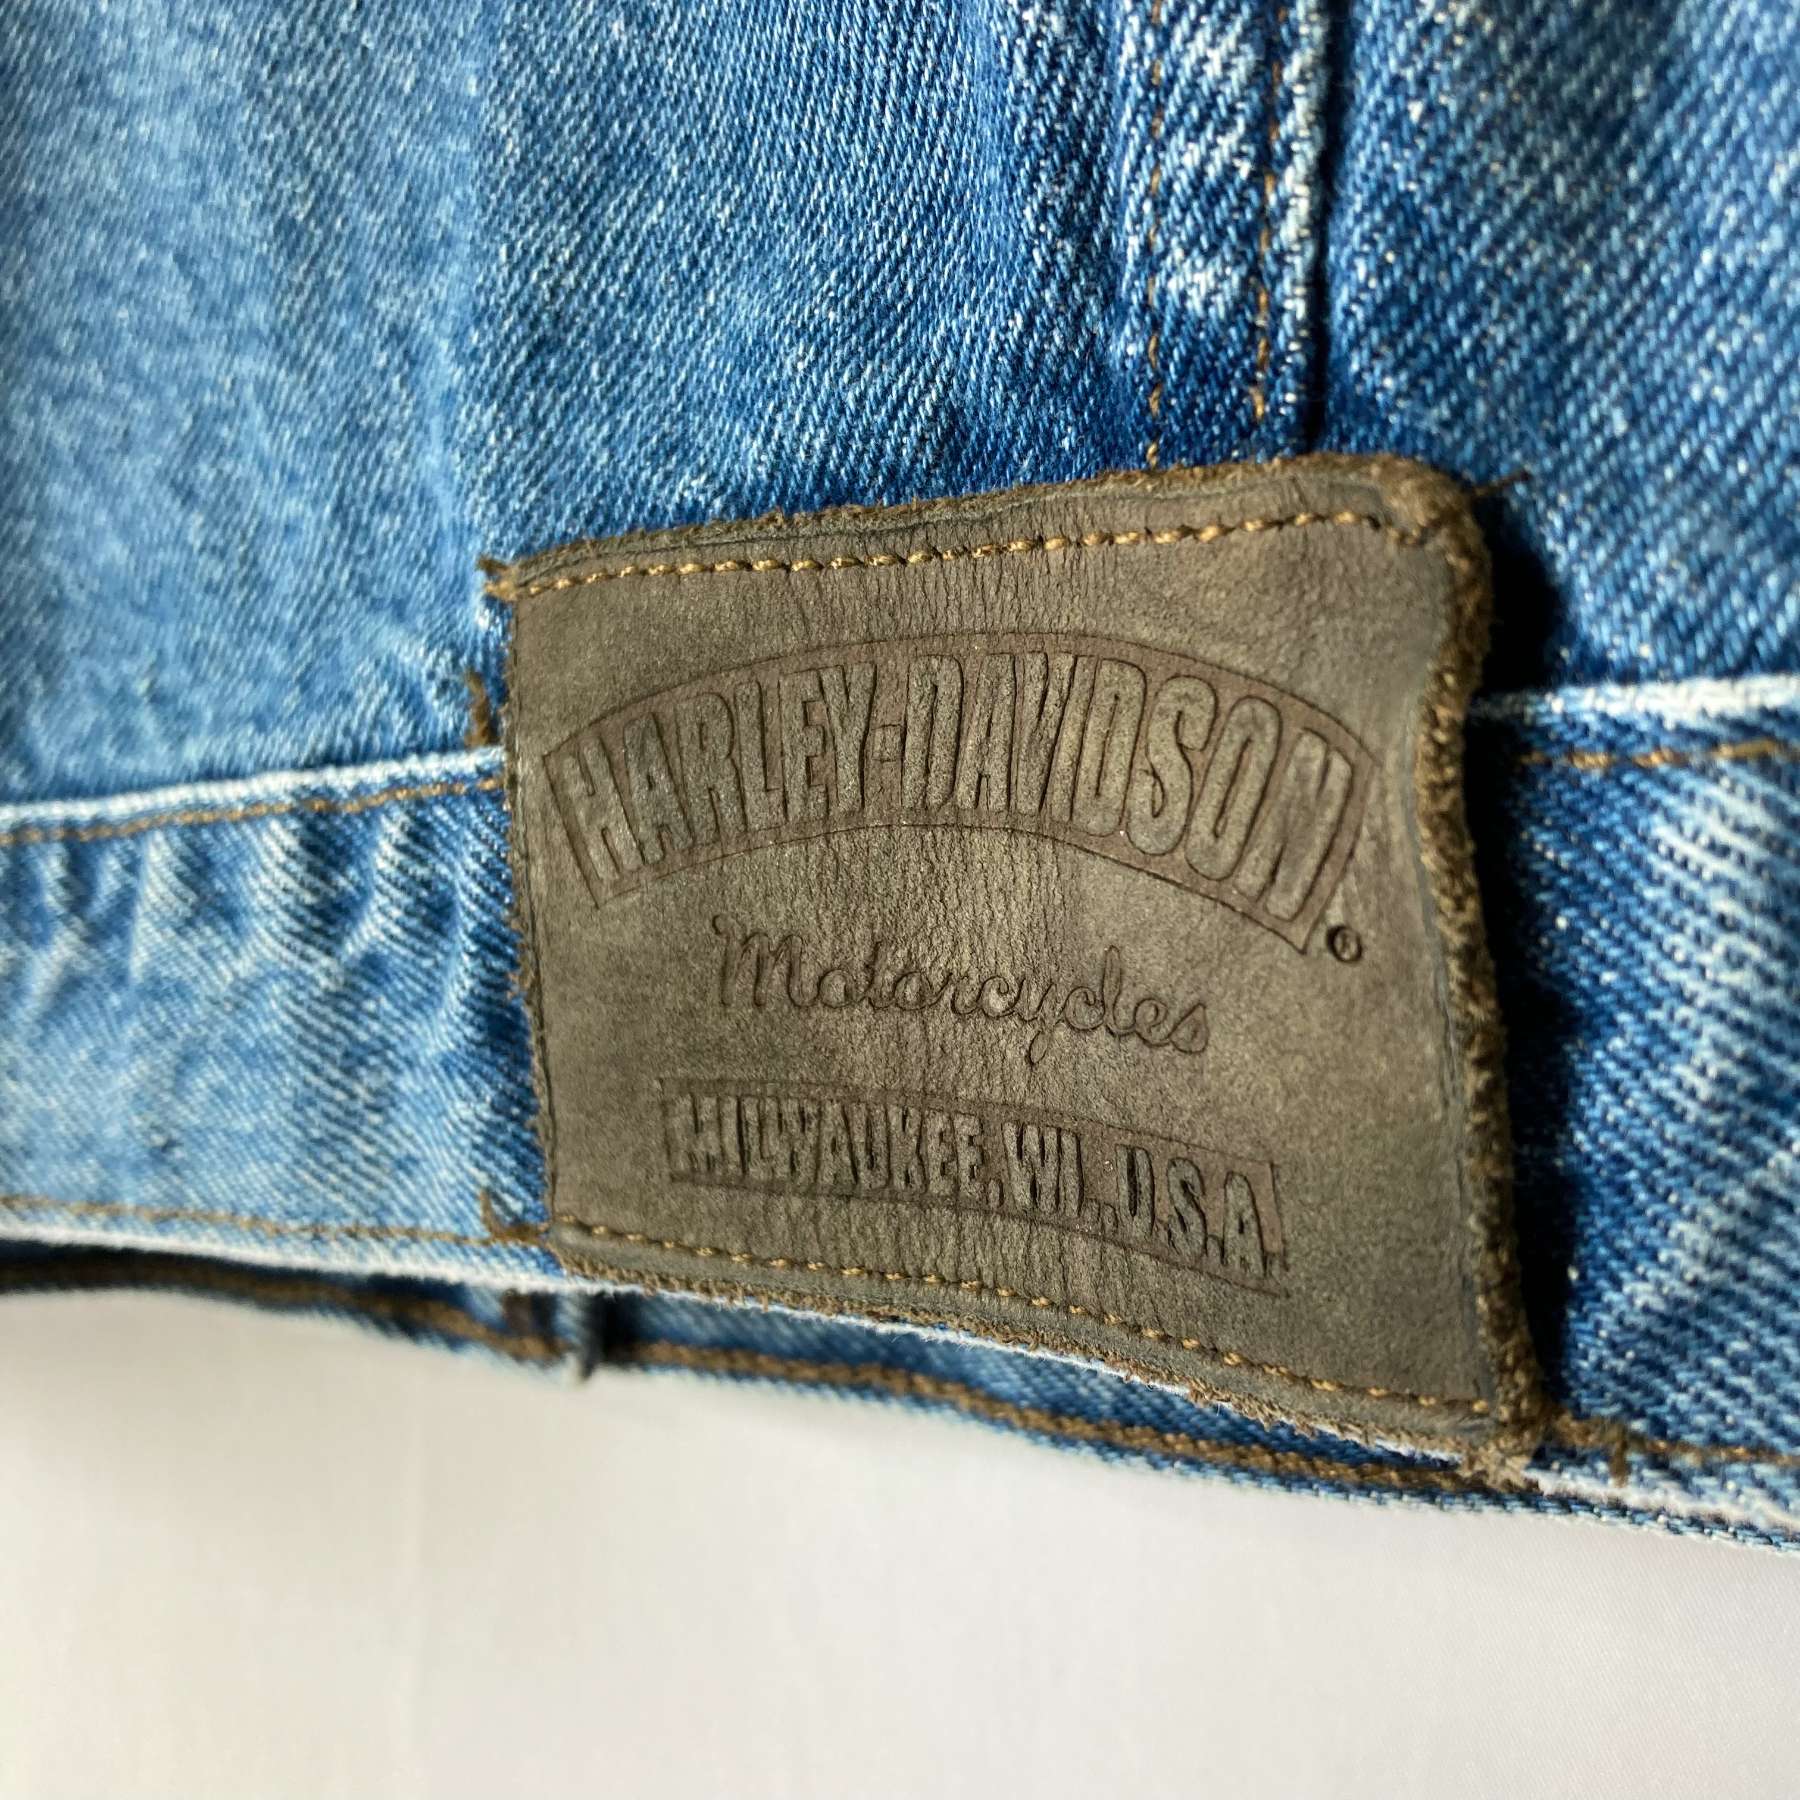 HARLEY-DAVIDSON®
Motorcycles
MILWAUKEE, WI., U.S.A.